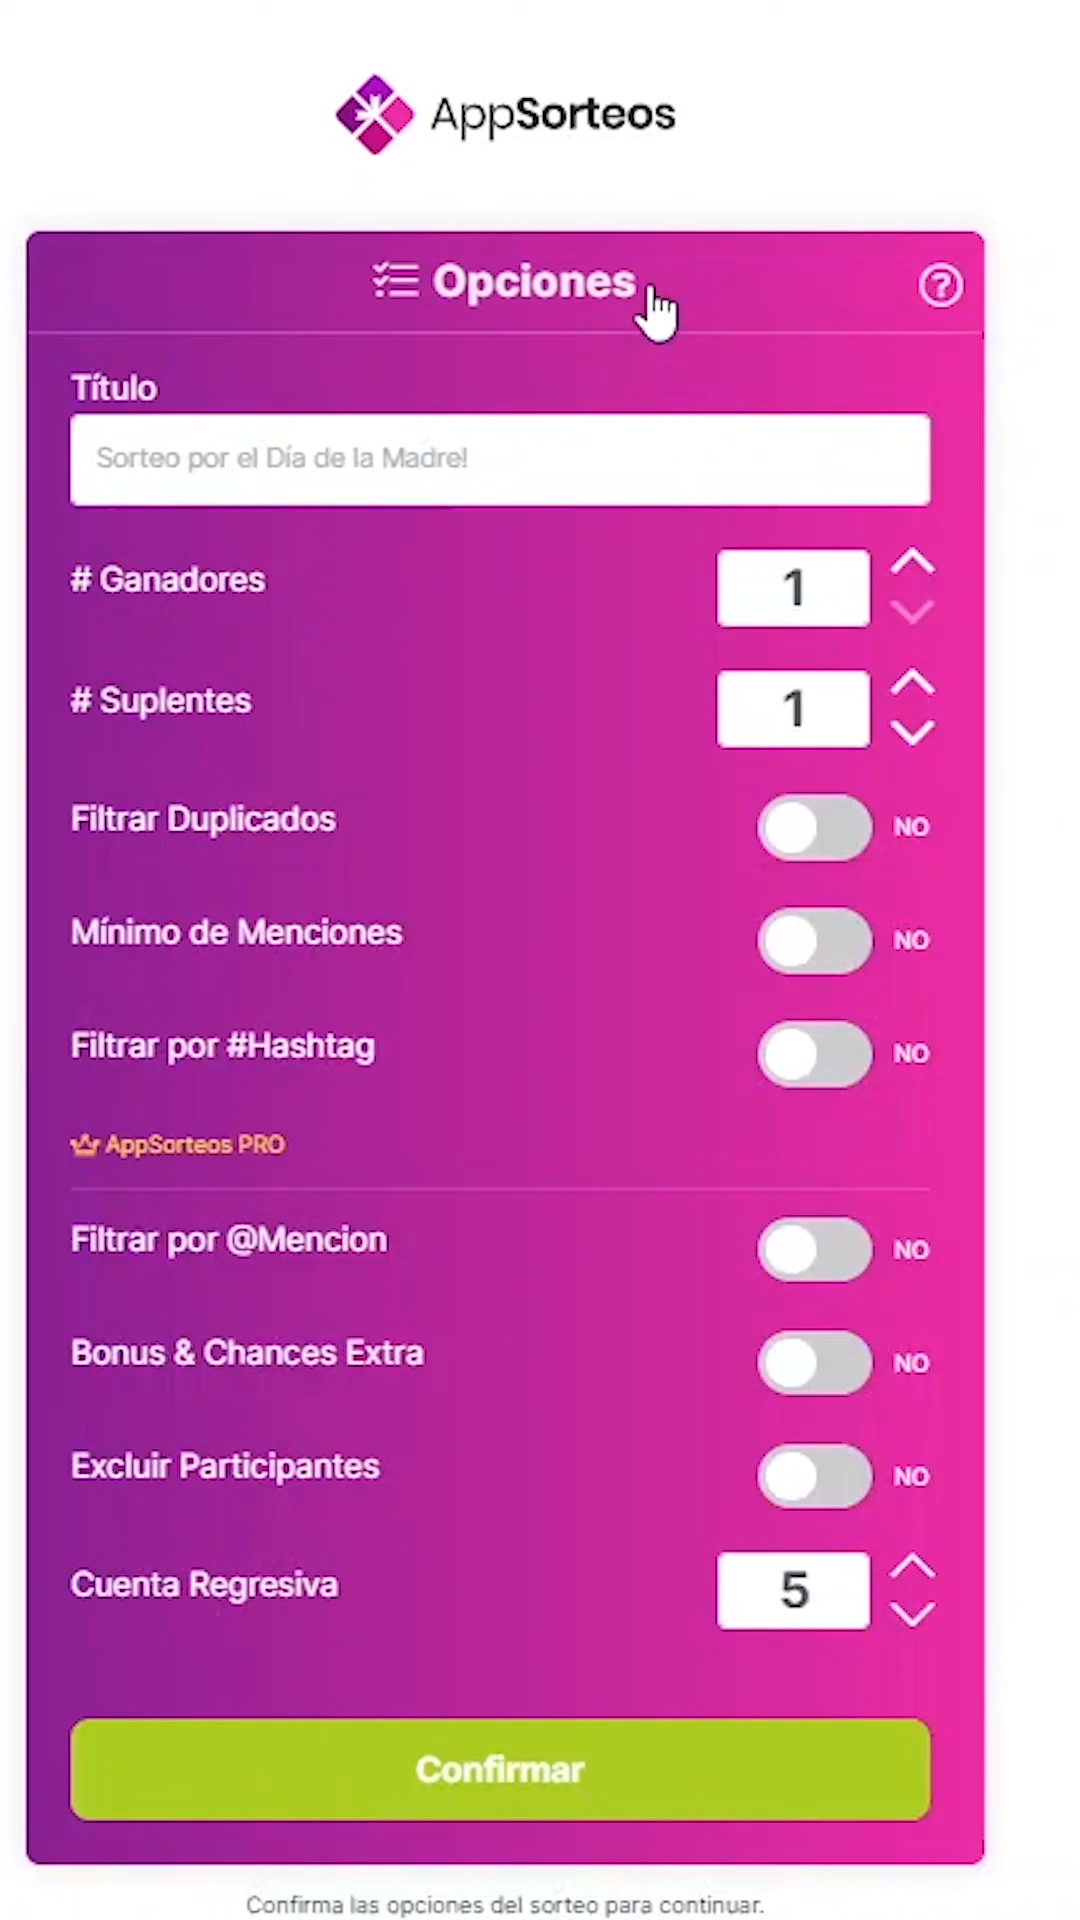 AppSorteos
Opciones
Título
Sorteo por el Día de la Madre!
# Ganadores
1
# Suplentes
1
Filtrar Duplicados
NO
Mínimo de Menciones
NO
Filtrar por #Hashtag
NO
AppSorteos PRO
Filtrar por @Mencion
NO
Bonus & Chances Extra
NO
Excluir Participantes
NO
Cuenta Regresiva
5
Confirmar
Confirma las opciones del sorteo para continuar.